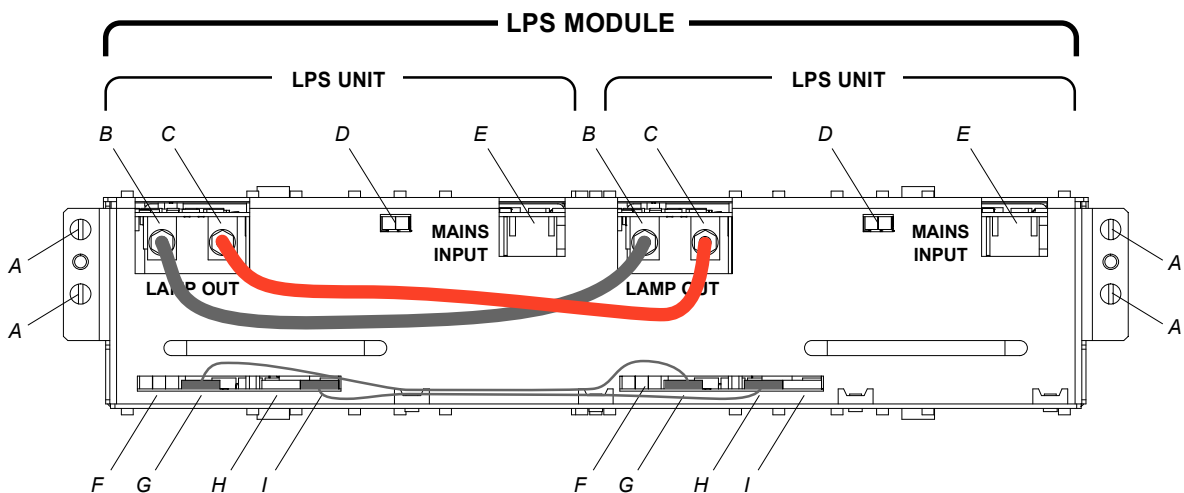 LPS MODULE
LPS UNIT
LPS UNIT
B C D E B C D E
MAINS
INPUT
MAINS
INPUT
A
A
A
A
LAMP OUT
LAMP OUT
F G H I F G H I